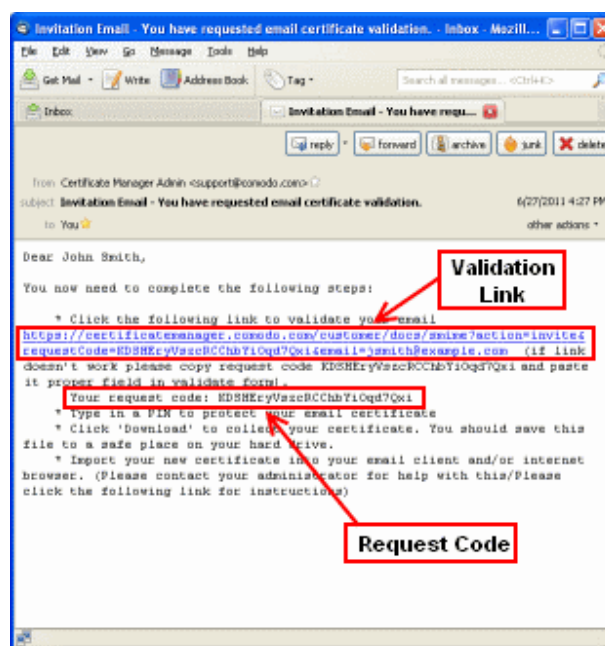 Invitation Email - You have requested email certificate validation. - Inbox - Mozill...
File Edit View Go Message Tools Help
Get Mail Write Address Book Tag Search all messages... <Ctrl+K>
Inbox Invitation Email - You have requ...
reply forward archive junk delete
from Certificate Manager Admin <support@comodo.com>
subject Invitation Email - You have requested email certificate validation. 6/27/2011 4:27 PM
to You other actions
Dear John Smith,
Validation
Link
You now need to complete the following steps:
* Click the following link to validate your email
https://certificatemanager.comodo.com/customer/docs/smime?action=invite&
requestCode=KDSHEryVszcRCChbYiOqd7Qxi&email=jsmith@example.com (if link
doesn't work please copy request code KDSHEryVszcRCChbYiOqd7Qxi and paste
it proper field in validate form).
Your request code: KDSHEryVszcRCChbYiOqd7Qxi
* Type in a PIN to protect your email certificate
* Click 'Download' to collect your certificate. You should save this
file to a safe place on your hard drive.
* Import your new certificate into your email client and/or internet
browser. (Please contact your administrator for help with this/Please
click the following link for instructions)
Request Code